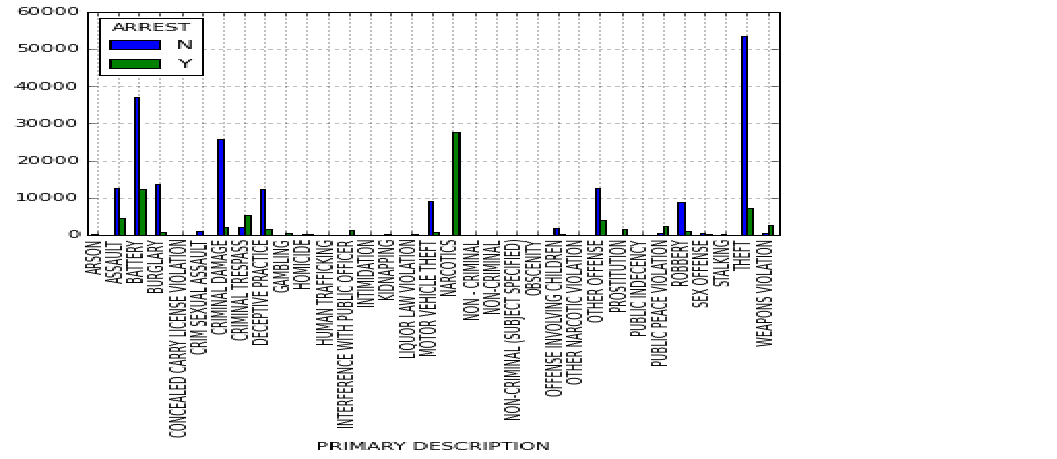 60000
50000
40000
30000
20000
10000
0
ARREST
N
Y
ARSON
ASSAULT
BATTERY
BURGLARY
CONCEALED CARRY LICENSE VIOLATION
CRIM SEXUAL ASSAULT
CRIMINAL DAMAGE
CRIMINAL TRESPASS
DECEPTIVE PRACTICE
GAMBLING
HOMICIDE
HUMAN TRAFFICKING
INTERFERENCE WITH PUBLIC OFFICER
INTIMIDATION
KIDNAPPING
LIQUOR LAW VIOLATION
MOTOR VEHICLE THEFT
NARCOTICS
NON - CRIMINAL
NON-CRIMINAL
NON-CRIMINAL (SUBJECT SPECIFIED)
OBSCENITY
OFFENSE INVOLVING CHILDREN
OTHER NARCOTIC VIOLATION
OTHER OFFENSE
PROSTITUTION
PUBLIC INDECENCY
PUBLIC PEACE VIOLATION
ROBBERY
SEX OFFENSE
STALKING
THEFT
WEAPONS VIOLATION
PRIMARY DESCRIPTION